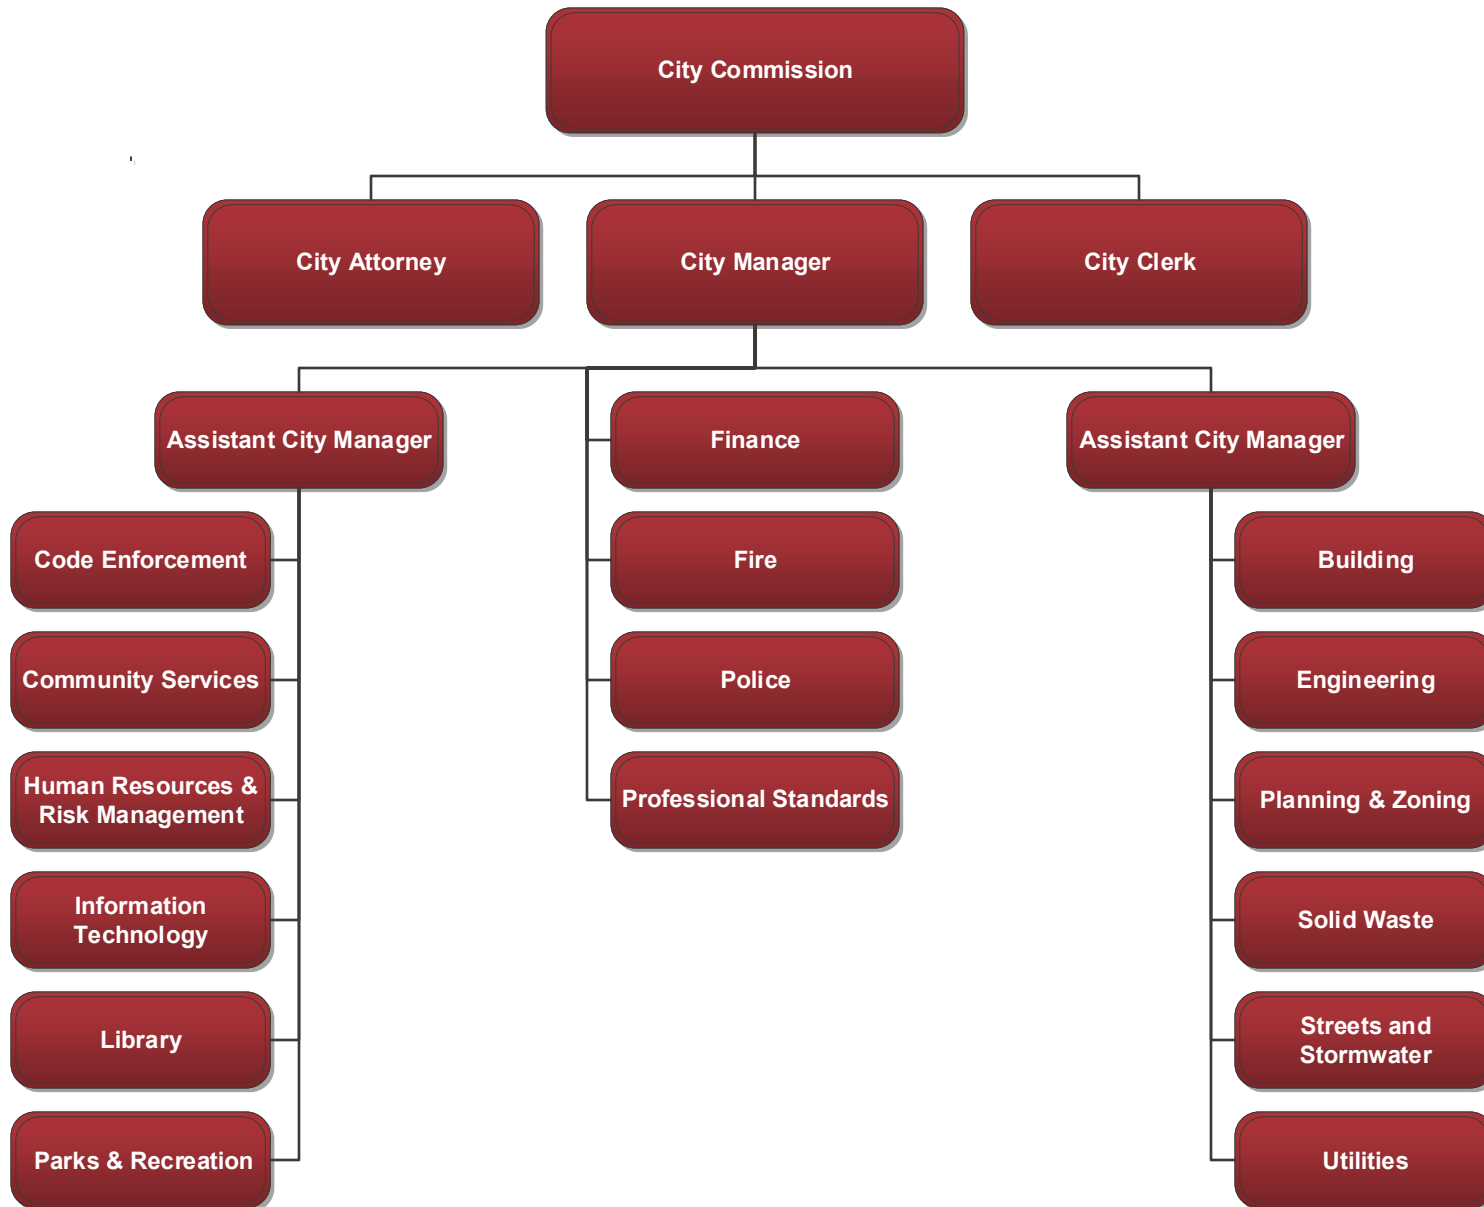 City Commission
City Attorney
City Manager
City Clerk
Assistant City Manager
Finance
Assistant City Manager
Code Enforcement
Fire
Building
Community Services
Police
Engineering
Human Resources &
Risk Management
Professional Standards
Planning & Zoning
Information
Technology
Solid Waste
Library
Streets and
Stormwater
Parks & Recreation
Utilities